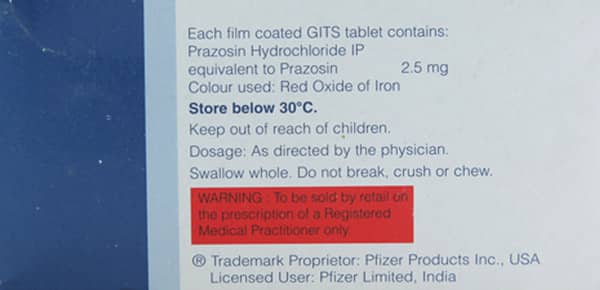 Each film coated GITS tablet contains:
Prazosin Hydrochloride IP
equivalent to Prazosin 2.5 mg
Colour used: Red Oxide of Iron
Store below 30°C.
Keep out of reach of children.
Dosage: As directed by the physician.
Swallow whole. Do not break, crush or chew.
WARNING : To be sold by retail on
the prescription of a Registered
Medical Practitioner only
® Trademark Proprietor: Pfizer Products Inc., USA
Licensed User: Pfizer Limited, India